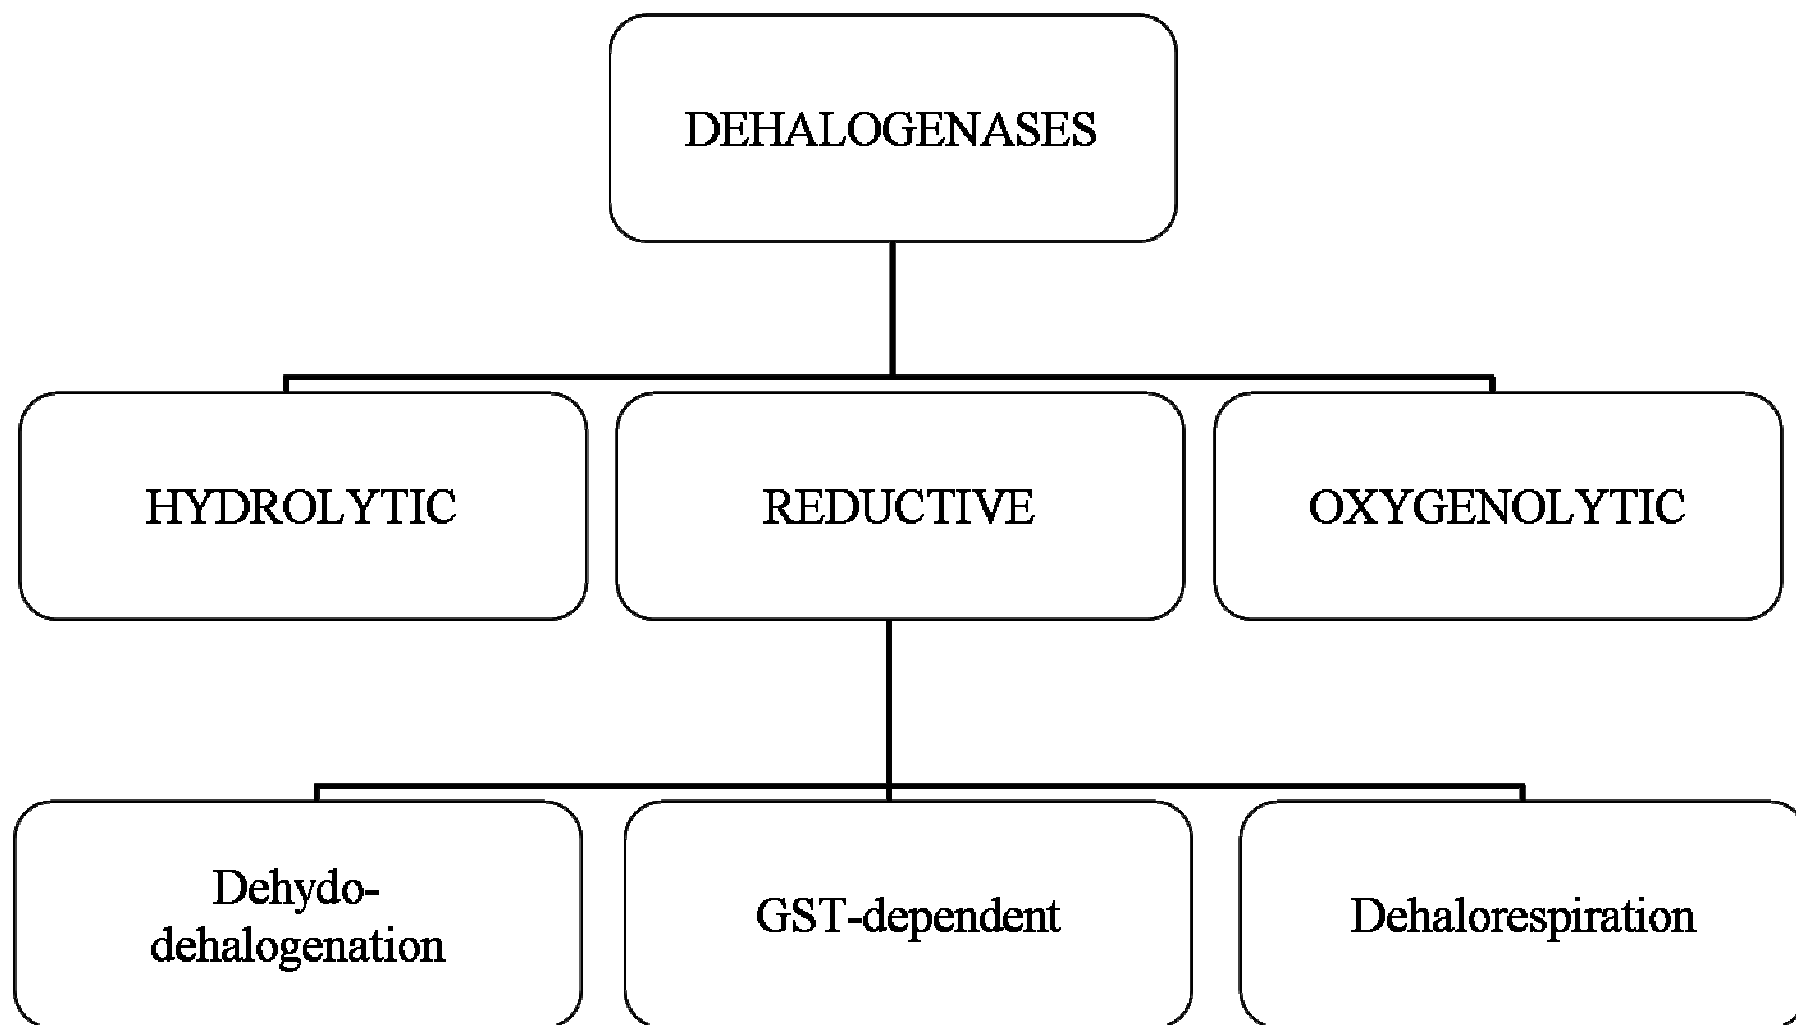 DEHALOGENASES
HYDROLYTIC
REDUCTIVE
OXYGENOLYTIC
Dehydo-
dehalogenation
GST-dependent
Dehalorespiration